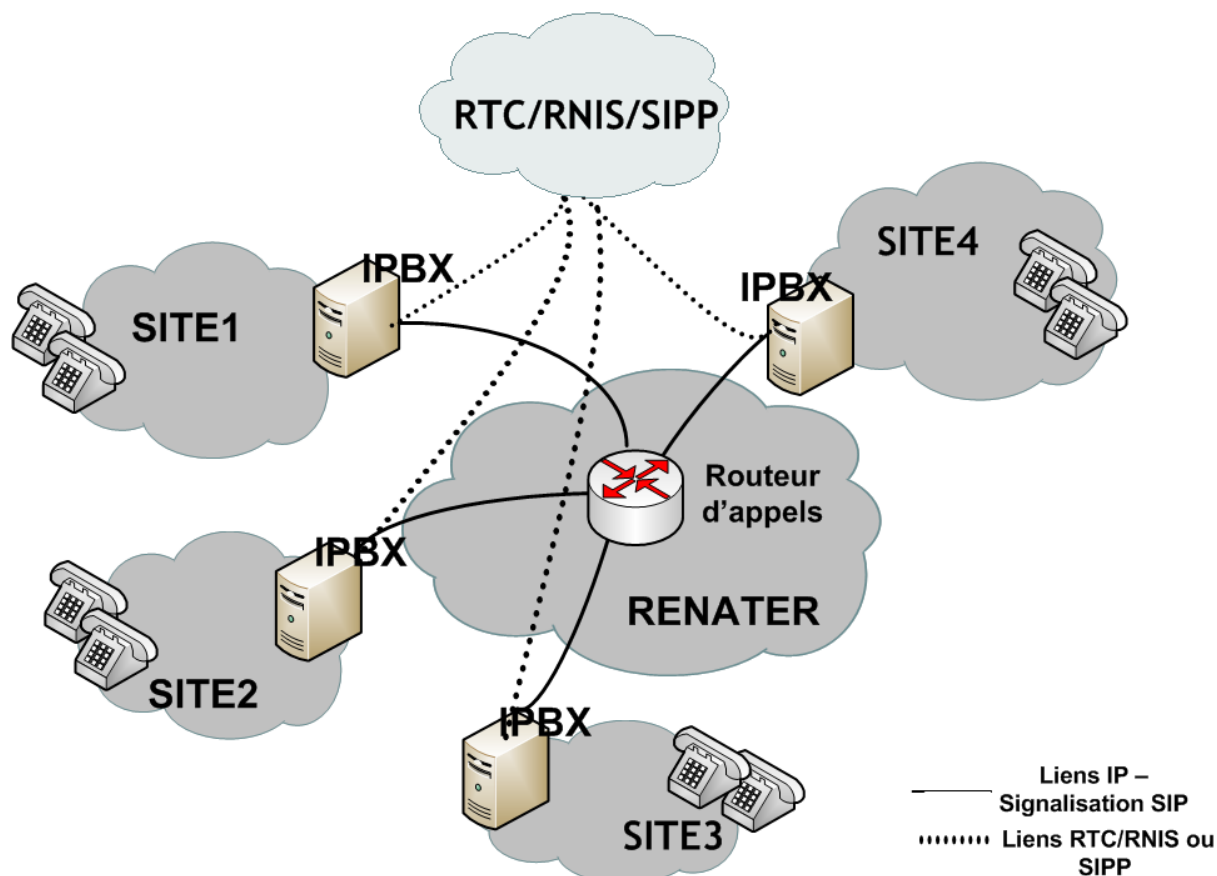 RTC/RNIS/SIPP
IPBX
SITE1
SITE4
IPBX
Routeur
d'appels
RENATER
IPBX
SITE2
IPBX
SITE3
Liens IP –
Signalisation SIP
Liens RTC/RNIS ou
SIPP